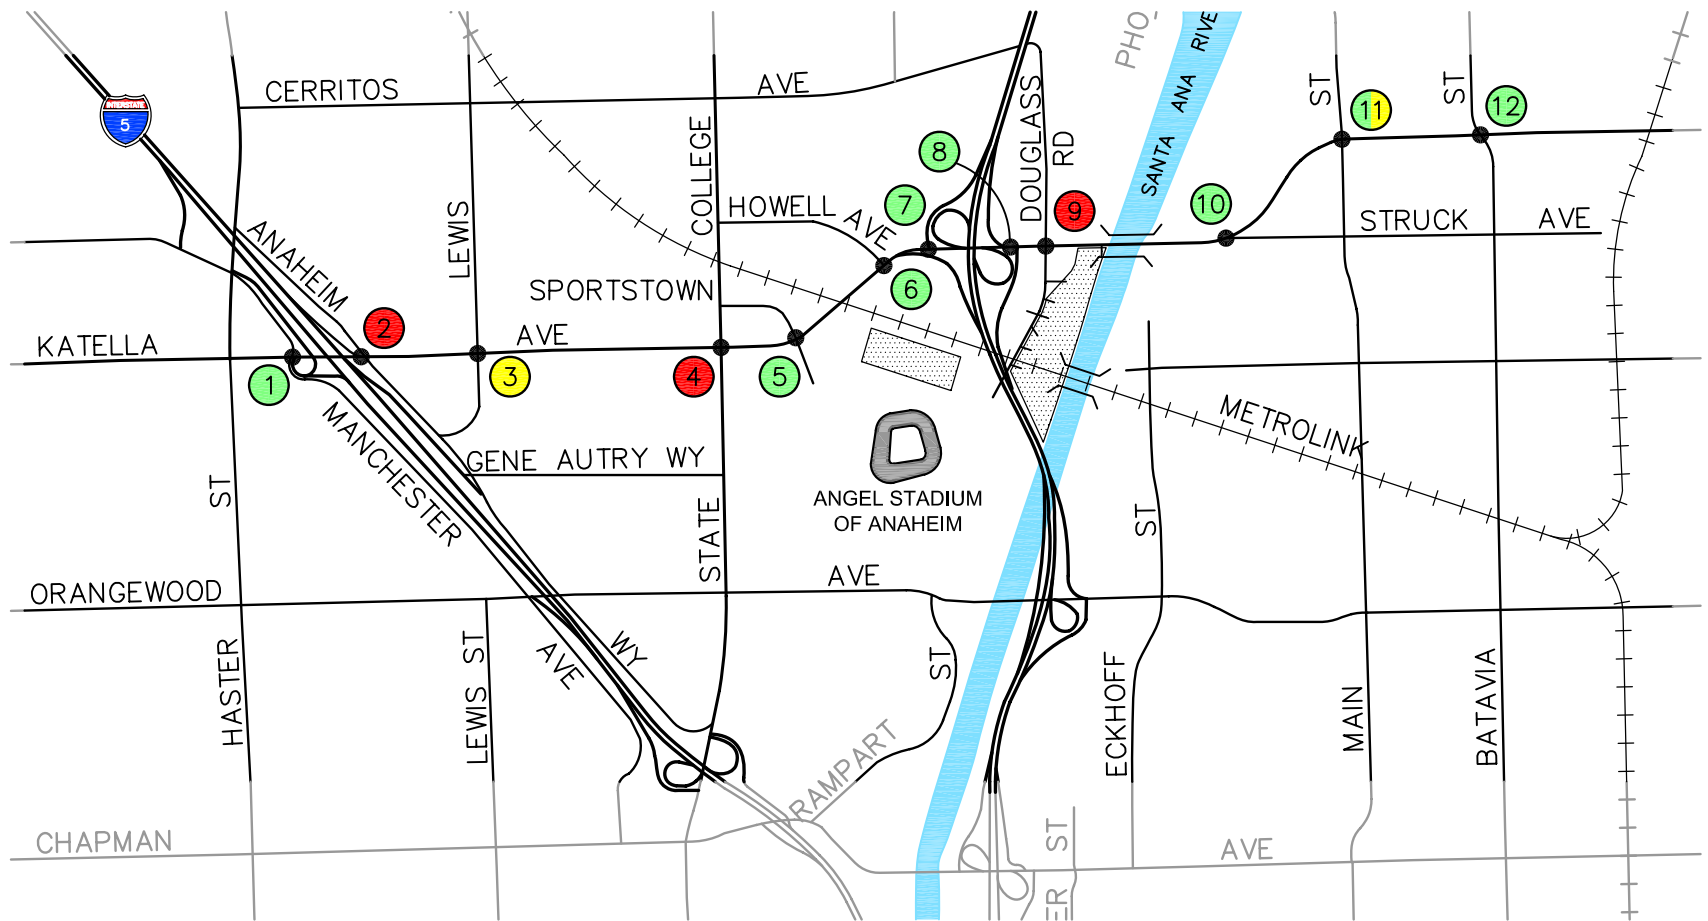 PHO
SANTA ANA RIVE
CERRITOS AVE
INTERSTATE
5
ST
11
ST
12
COLLEGE
DOUGLASS RD
8
LEWIS
HOWELL AVE
7
9
10
STRUCK AVE
ANAHEIM
SPORTSTOWN
6
2
KATELLA AVE
1
3
4
5
MANCHESTER
METROLINK
GENE AUTRY WY
ANGEL STADIUM
OF ANAHEIM
ST
STATE
ST
ORANGEWOOD AVE
HASTER
LEWIS ST
AVE
WY
ST
ECKHOFF
MAIN
BATAVIA
RAMPART
CHAPMAN AVE
ER ST